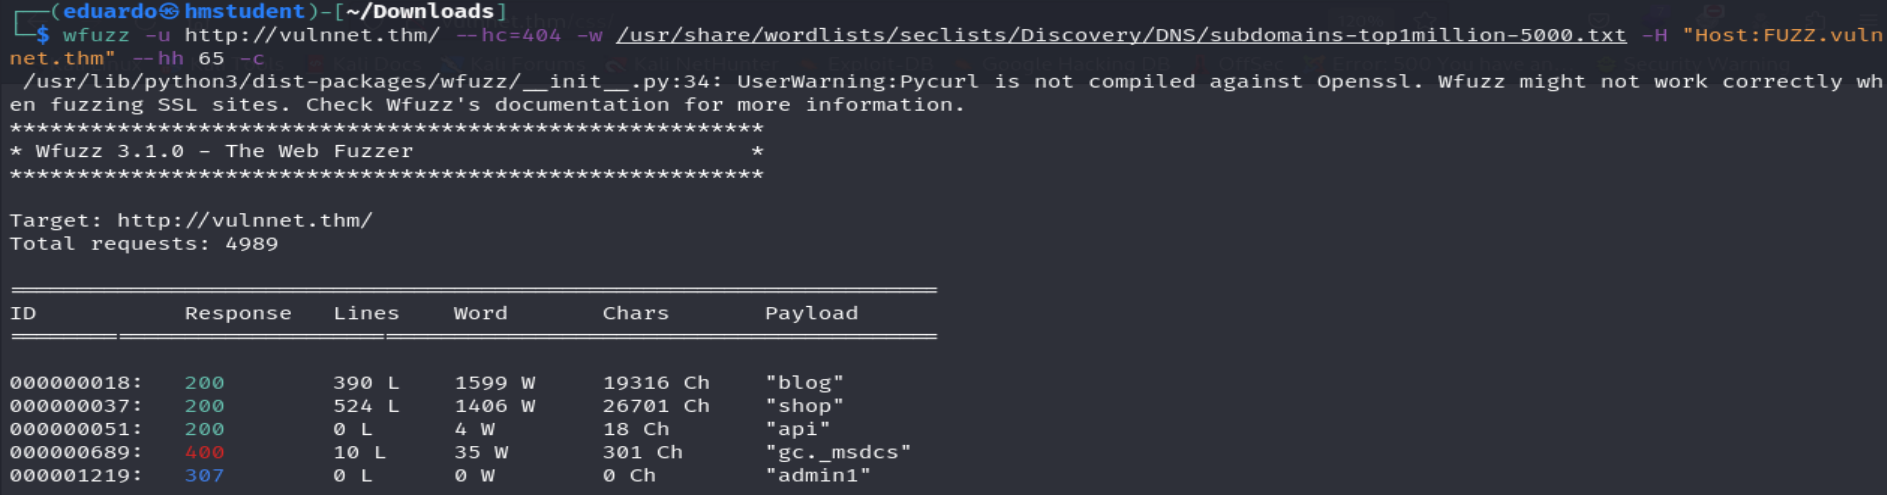 ┌──(eduardo㉿hmstudent)-[~/Downloads]
└─$ wfuzz -u http://vulnnet.thm/ --hc=404 -w /usr/share/wordlists/seclists/Discovery/DNS/subdomains-top1million-5000.txt -H "Host:FUZZ.vuln
net.thm" --hh 65 -c
/usr/lib/python3/dist-packages/wfuzz/__init__.py:34: UserWarning:Pycurl is not compiled against Openssl. Wfuzz might not work correctly wh
en fuzzing SSL sites. Check Wfuzz's documentation for more information.
********************************************************
* Wfuzz 3.1.0 - The Web Fuzzer                         *
********************************************************

Target: http://vulnnet.thm/
Total requests: 4989

=====================================================================
ID           Response   Lines    Word       Chars       Payload
=====================================================================

000000018:   200        390 L    1599 W     19316 Ch    "blog"
000000037:   200        524 L    1406 W     26701 Ch    "shop"
000000051:   200        0 L      4 W        18 Ch       "api"
000000689:   400        10 L     35 W       301 Ch      "gc._msdcs"
000001219:   307        0 L      0 W        0 Ch        "admin1"